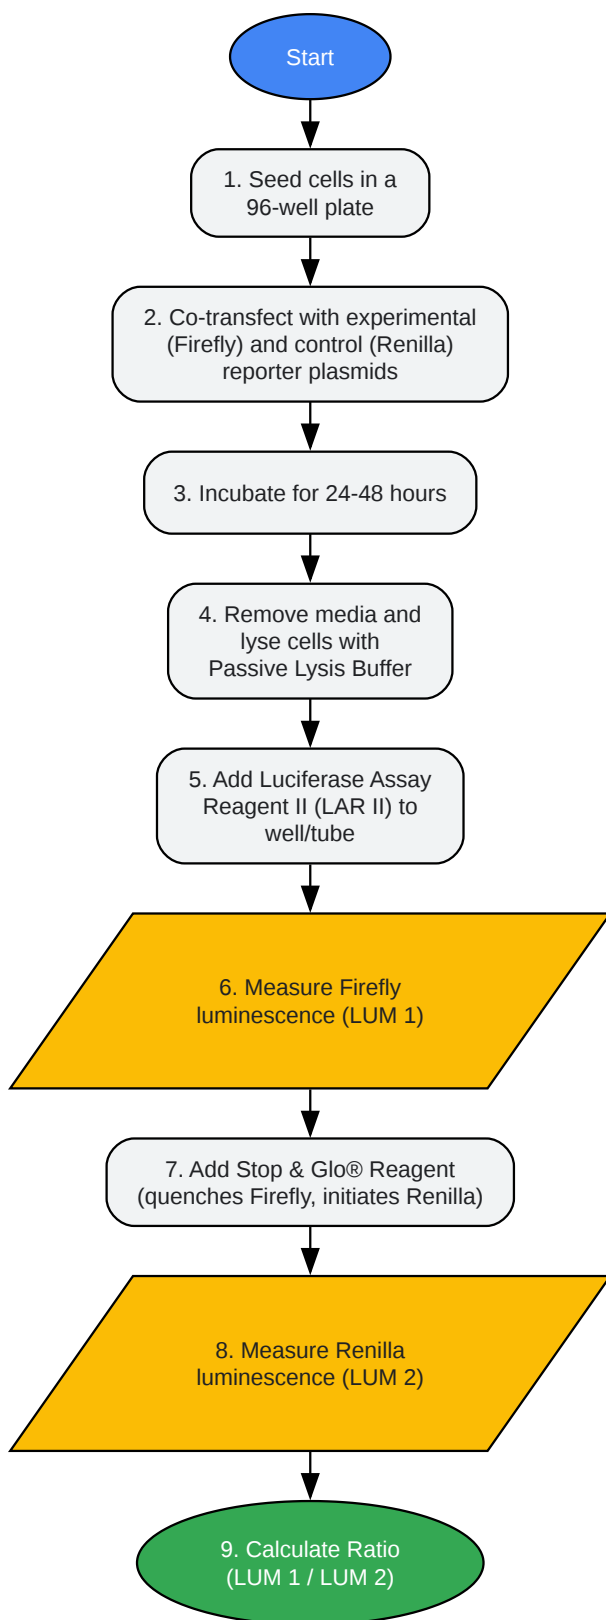 Start
1. Seed cells in a
96-well plate
2. Co-transfect with experimental
(Firefly) and control (Renilla)
reporter plasmids
3. Incubate for 24-48 hours
4. Remove media and
lyse cells with
Passive Lysis Buffer
5. Add Luciferase Assay
Reagent II (LAR II) to
well/tube
6. Measure Firefly
luminescence (LUM 1)
7. Add Stop & Glo® Reagent
(quenches Firefly, initiates Renilla)
8. Measure Renilla
luminescence (LUM 2)
9. Calculate Ratio
(LUM 1 / LUM 2)